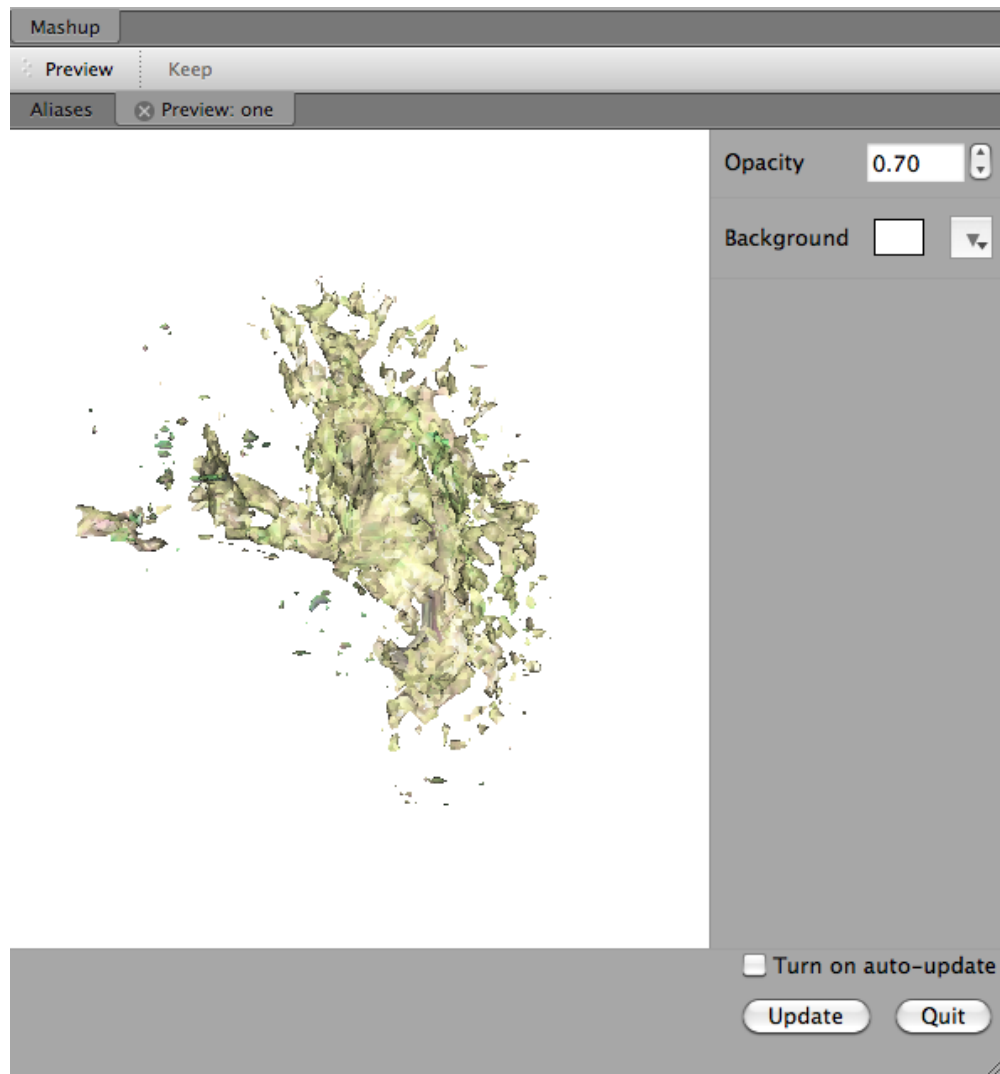 Mashup
Preview Keep
Aliases Preview: one
Opacity 0.70
Background
Turn on auto-update
Update Quit